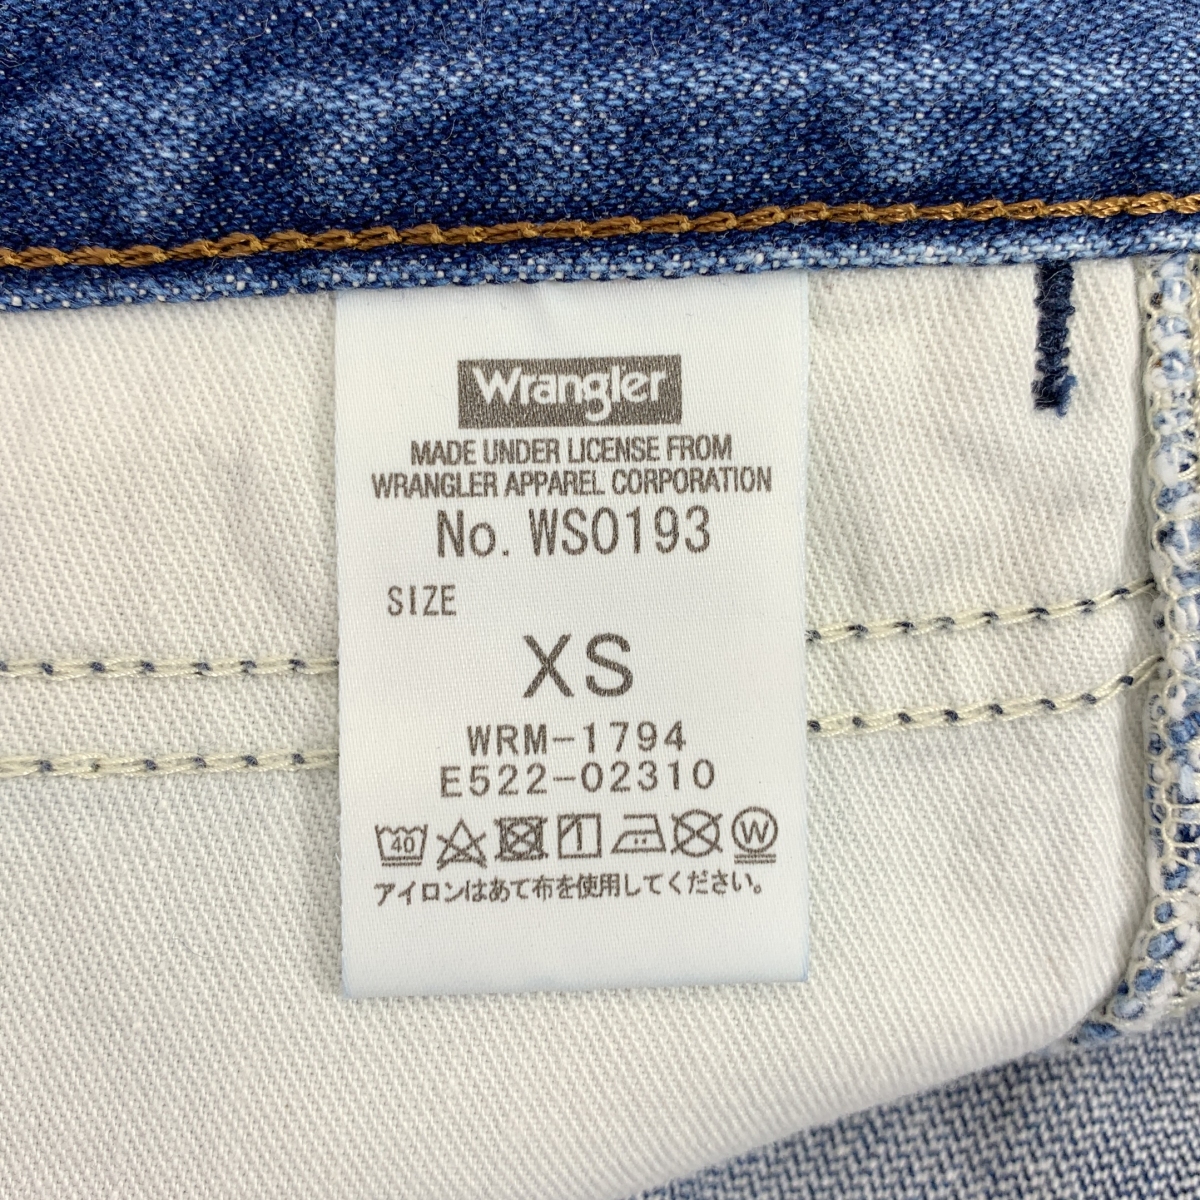 Wrangler
MADE UNDER LICENSE FROM
WRANGLER APPAREL CORPORATION
No. WS0193
SIZE
XS
WRM-1794
E522-02310
40 W
アイロンはあて布を使用してください。